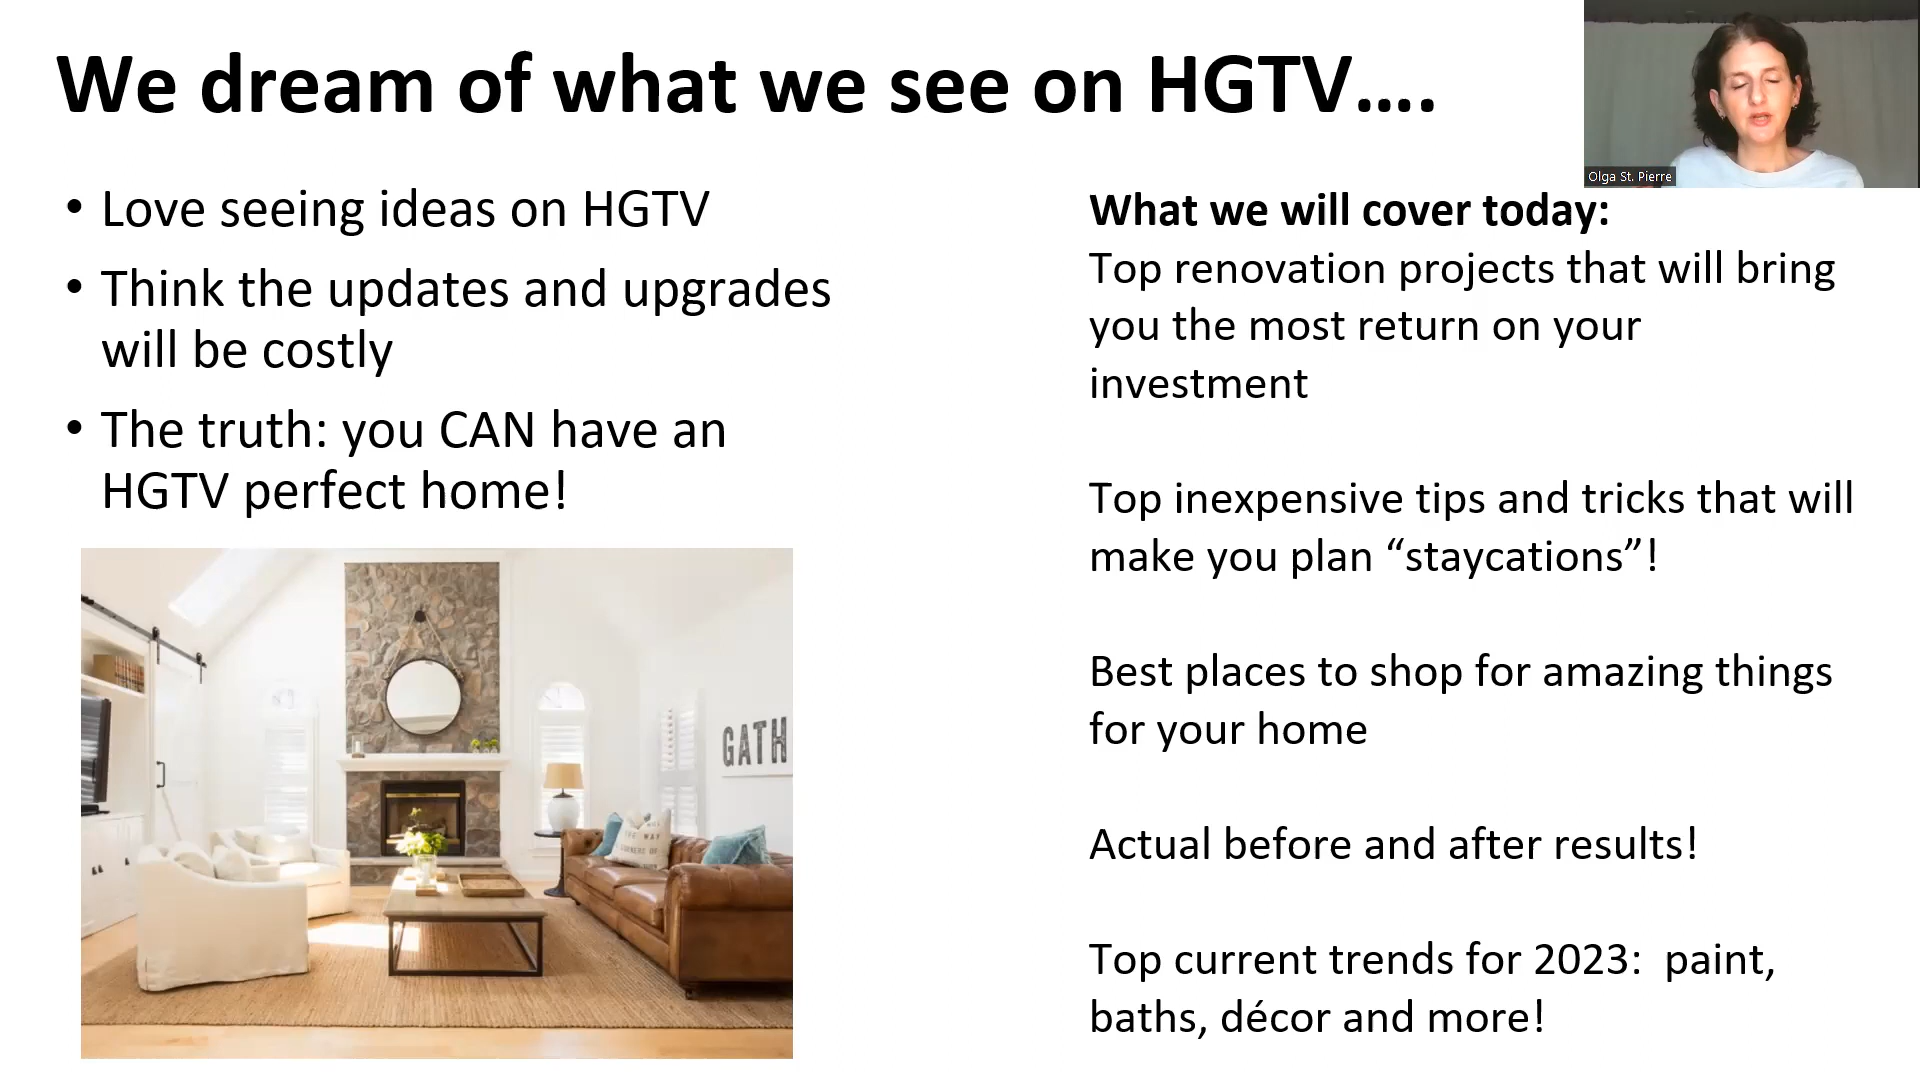 We dream of what we see on HGTV….
• Love seeing ideas on HGTV
• Think the updates and upgrades
will be costly
• The truth: you CAN have an
HGTV perfect home!
GATH
Olga St. Pierre
What we will cover today:
Top renovation projects that will bring
you the most return on your
investment
Top inexpensive tips and tricks that will
make you plan “staycations”!
Best places to shop for amazing things
for your home
Actual before and after results!
Top current trends for 2023:  paint,
baths, décor and more!